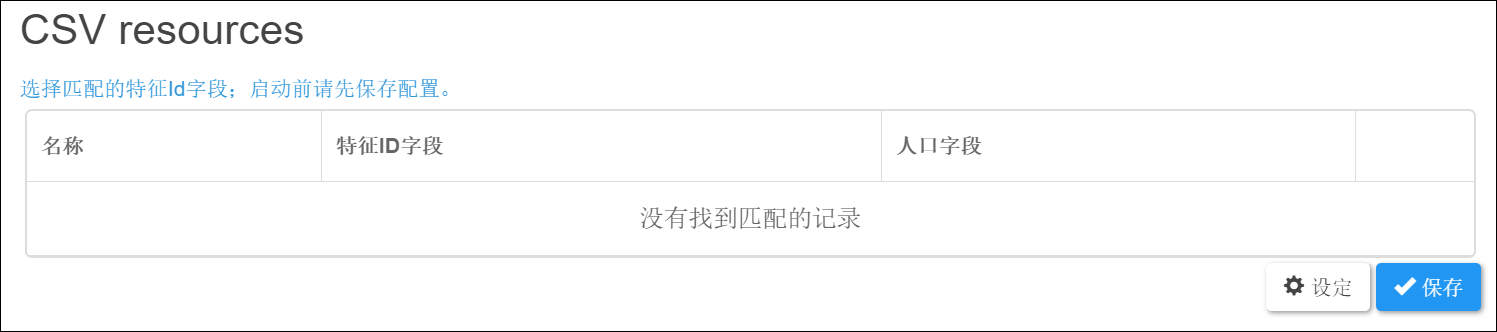 CSV resources
选择匹配的特征Id字段；启动前请先保存配置。
名称 特征ID字段 人口字段
没有找到匹配的记录
设定 保存